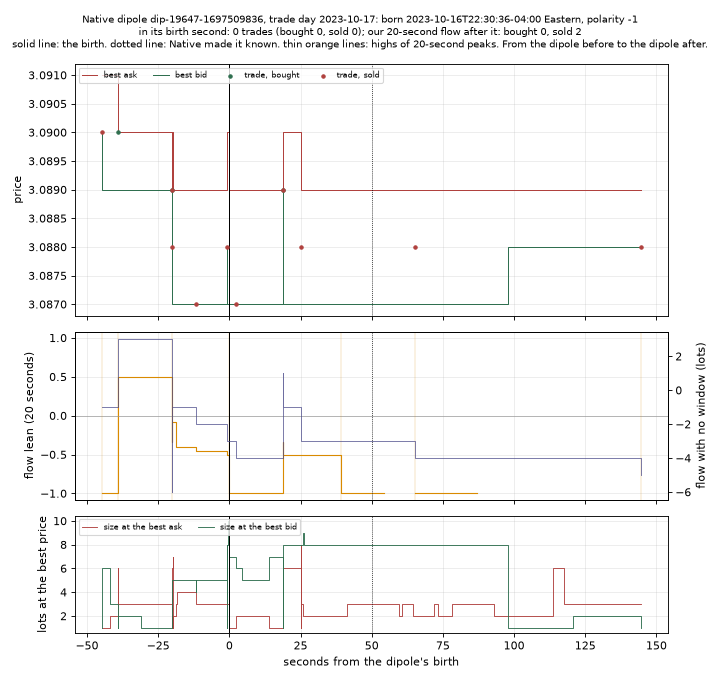 Native dipole dip-19647-1697509836, trade day 2023-10-17: born 2023-10-16T22:30:36-04:00 Eastern, polarity -1
in its birth second: 0 trades (bought 0, sold 0); our 20-second flow after it: bought 0, sold 2
solid line: the birth. dotted line: Native made it known. thin orange lines: highs of 20-second peaks. From the dipole before to the dipole after.
best ask best bid trade, bought trade, sold
3.0910
3.0905
3.0900
3.0895
3.0890
3.0885
3.0880
3.0875
3.0870
price
1.0
0.5
0.0
−0.5
−1.0
flow lean (20 seconds)
2
0
−2
−4
−6
flow with no window (lots)
size at the best ask size at the best bid
10
8
6
4
2
lots at the best price
−50 −25 0 25 50 75 100 125 150
seconds from the dipole's birth